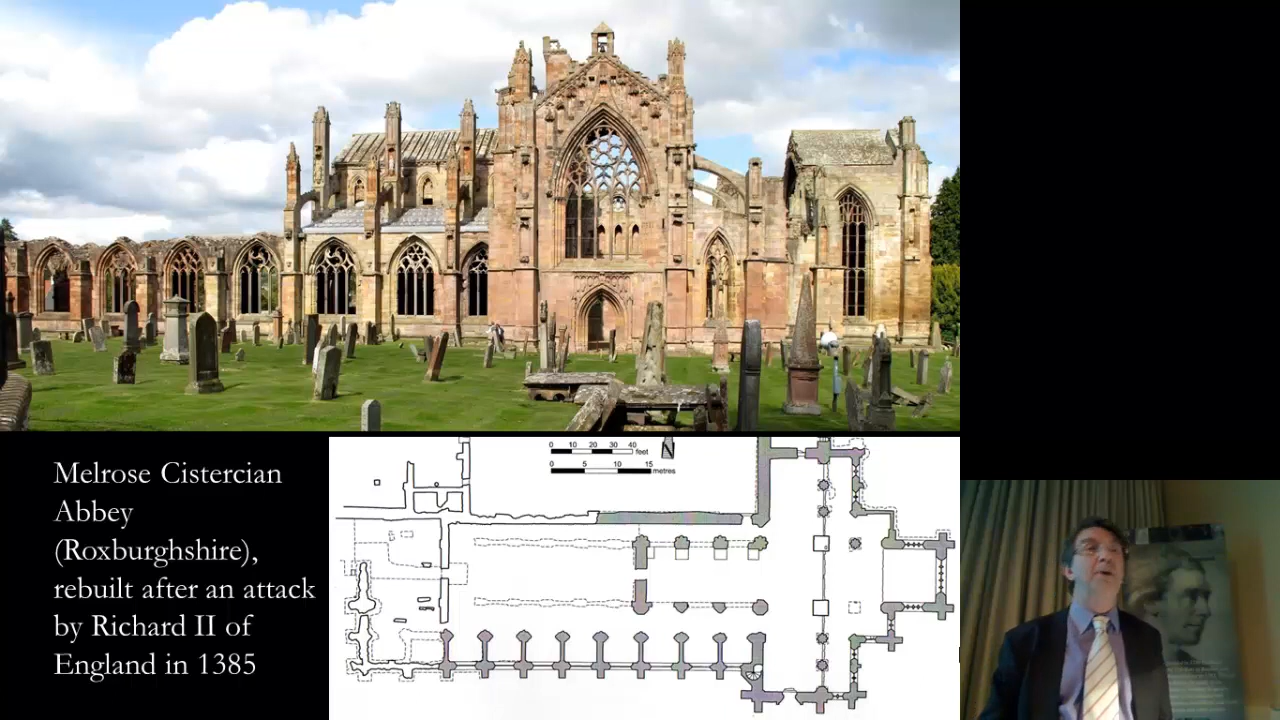 Melrose Cistercian
Abbey
(Roxburghshire),
rebuilt after an attack
by Richard II of
England in 1385
0 10 20 30 40 feet
N
0 5 10 15 metres